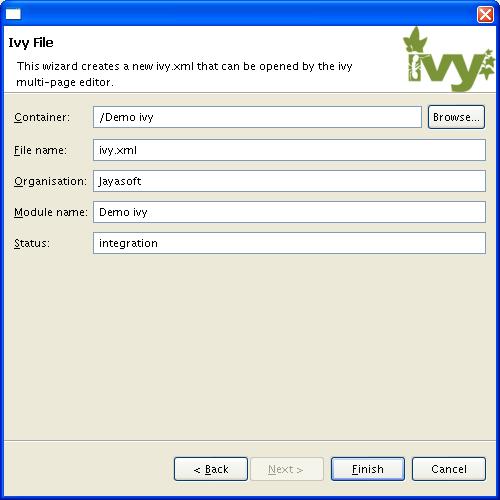 Ivy File
This wizard creates a new ivy.xml that can be opened by the ivy
multi-page editor.
ivy
Container: /Demo ivy Browse...
File name: ivy.xml
Organisation: Jayasoft
Module name: Demo ivy
Status: integration
< Back Next > Finish Cancel